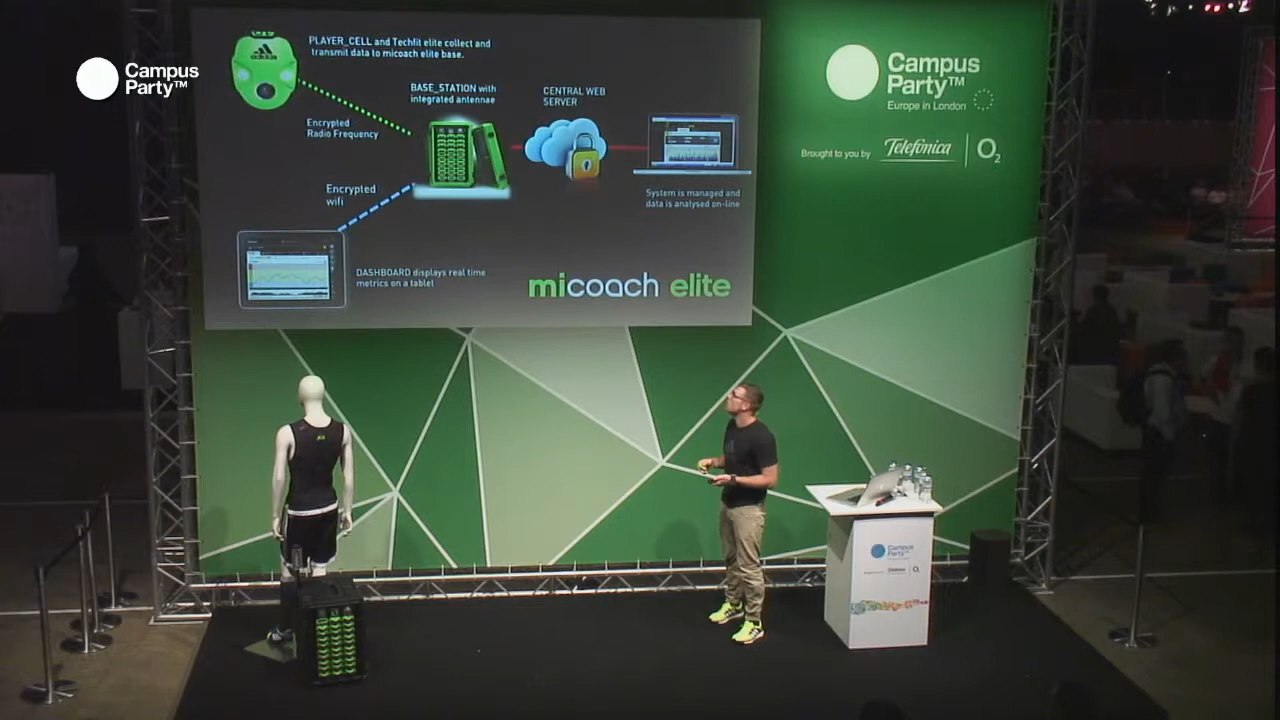 Campus
Party™
adidas
PLAYER_CELL and Techfit elite collect and
transmit data to micoach elite base.
BASE_STATION with
integrated antennae
CENTRAL WEB
SERVER
Encrypted
Radio Frequency
Encrypted
wifi
System is managed and
data is analysed on-line
DASHBOARD displays real time
metrics on a tablet
micoach elite
Campus
Party™
Europe in London
Brought to you by
Telefónica
O2
Campus
Party
O2